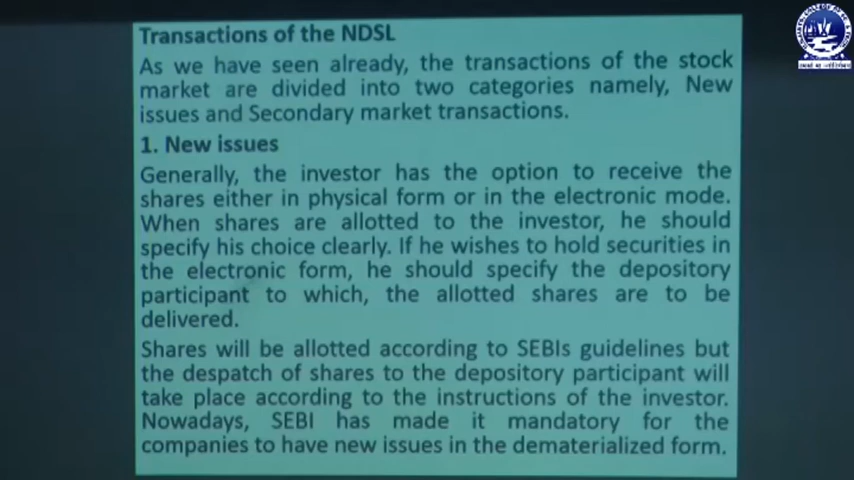 Transactions of the NDSL
As we have seen already, the transactions of the stock
market are divided into two categories namely, New
issues and Secondary market transactions.
1. New issues
Generally, the investor has the option to receive the
shares either in physical form or in the electronic mode.
When shares are allotted to the investor, he should
specify his choice clearly. If he wishes to hold securities in
the electronic form, he should specify the depository
participant to which, the allotted shares are to be
delivered.
Shares will be allotted according to SEBIs guidelines but
the despatch of shares to the depository participant will
take place according to the instructions of the investor.
Nowadays, SEBI has made it mandatory for the
companies to have new issues in the dematerialized form.